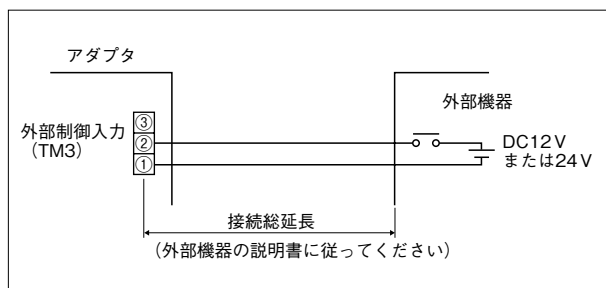 アダプタ
外部機器
外部制御入力
(TM3)
③
②
①
DC12V
または24V
接続総延長
(外部機器の説明書に従ってください)